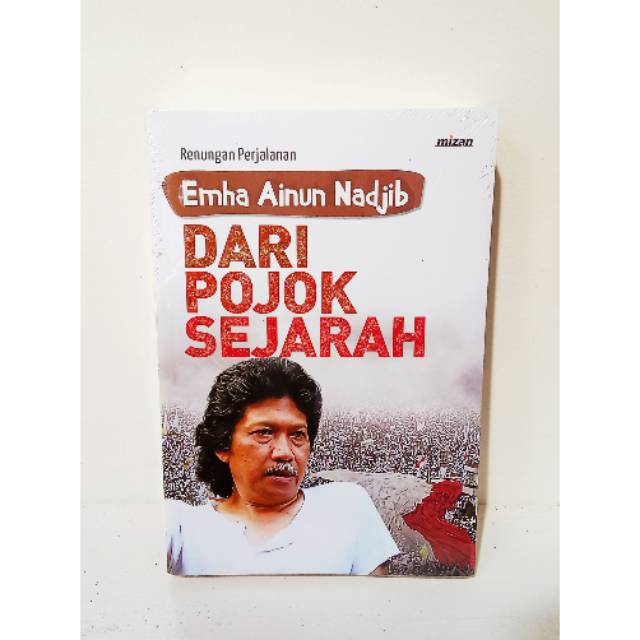 mizan
Renungan Perjalanan
Emha Ainun Nadjib
DARI
POJOK
SEJARAH